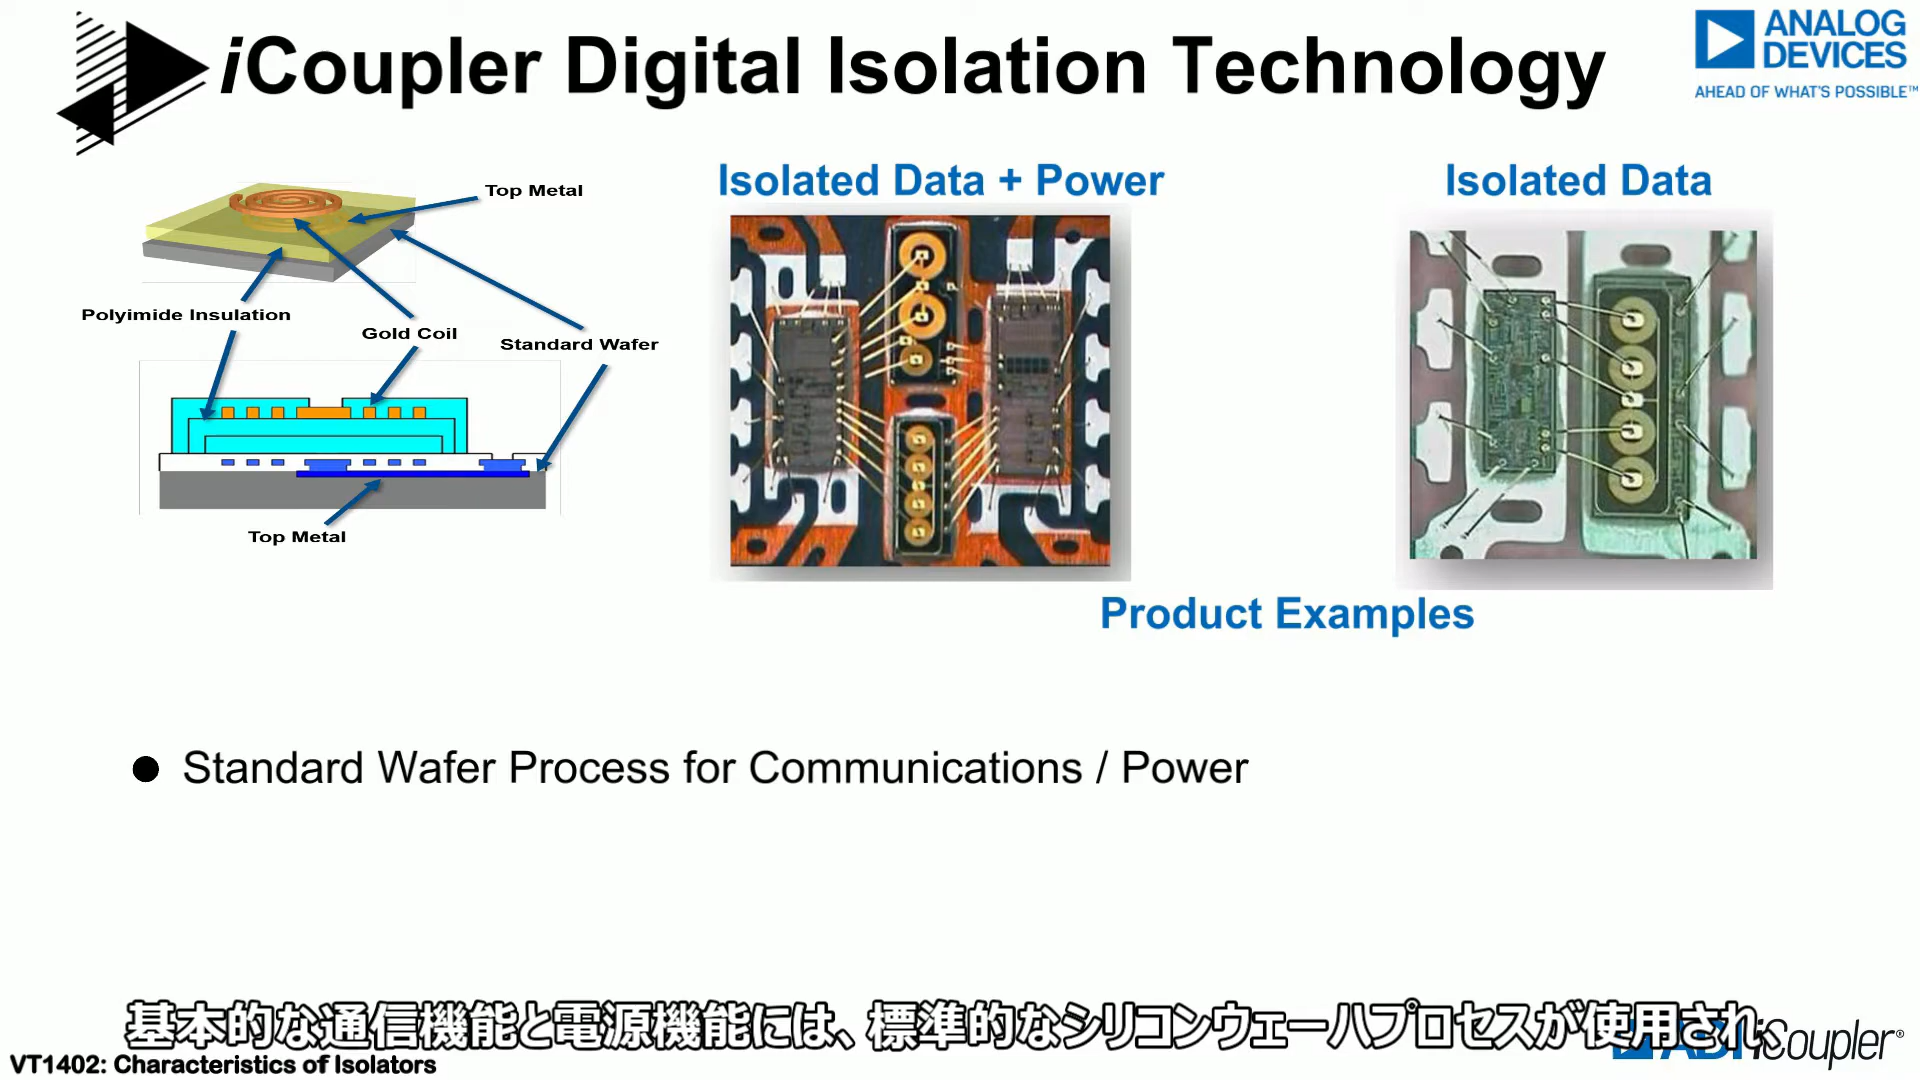 iCoupler Digital Isolation Technology
ANALOG
DEVICES
AHEAD OF WHAT'S POSSIBLE™
Isolated Data + Power
Isolated Data
Top Metal
Polyimide Insulation
Gold Coil
Standard Wafer
Top Metal
Product Examples
● Standard Wafer Process for Communications / Power
基本的な通信機能と電源機能には、標準的なシリコンウェーハプロセスが使用され、
VT1402: Characteristics of Isolators
iCoupler®